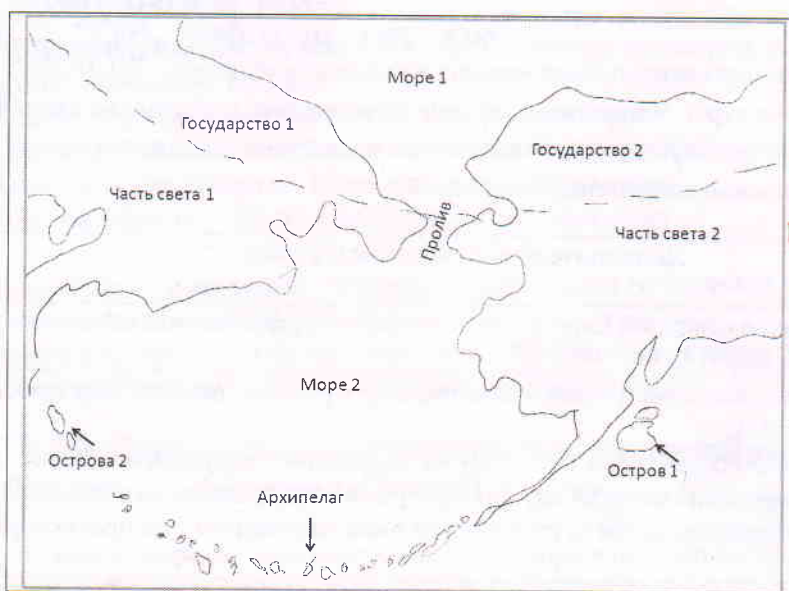 Море 1
Государство 1
Государство 2
Часть света 1
Пролив
Часть света 2
Море 2
Острова 2
Остров 1
Архипелаг